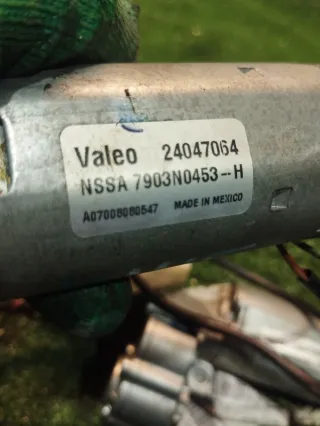 Valeo 24047064
NSSA 7903N0453--H
A07008080547 MADE IN MEXICO